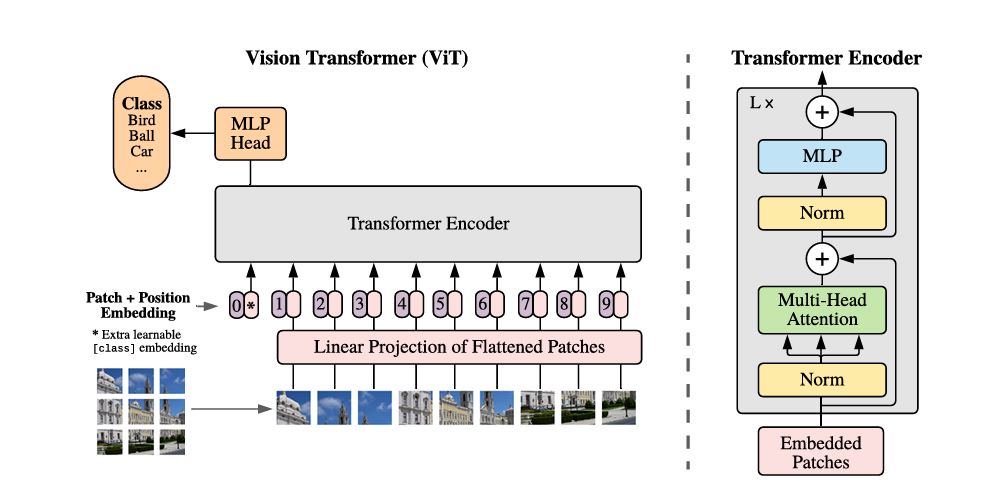 Vision Transformer (ViT)
Class
Bird
Ball
Car
...
MLP
Head
Transformer Encoder
Patch + Position
Embedding
* Extra learnable
[class] embedding
0 * 1 2 3 4 5 6 7 8 9
Linear Projection of Flattened Patches
Transformer Encoder
L x
+
MLP
Norm
+
Multi-Head
Attention
Norm
Embedded
Patches